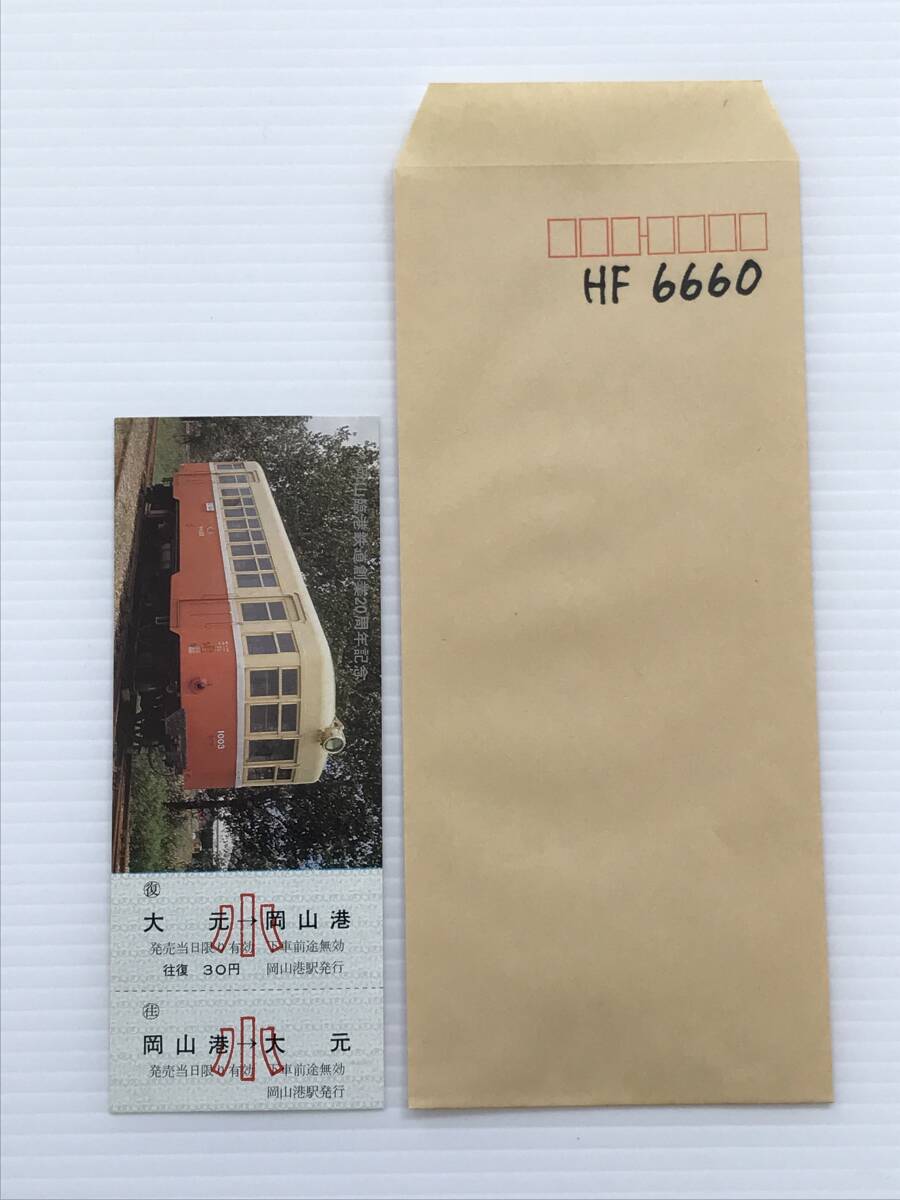 HF 6660
岡山臨港鉄道創業20周年記念
1003
復
小
大元→岡山港
発売当日限り有効 下車前途無効
往復 30円 岡山港駅発行
往
小
岡山港→大元
発売当日限り有効 下車前途無効
岡山港駅発行